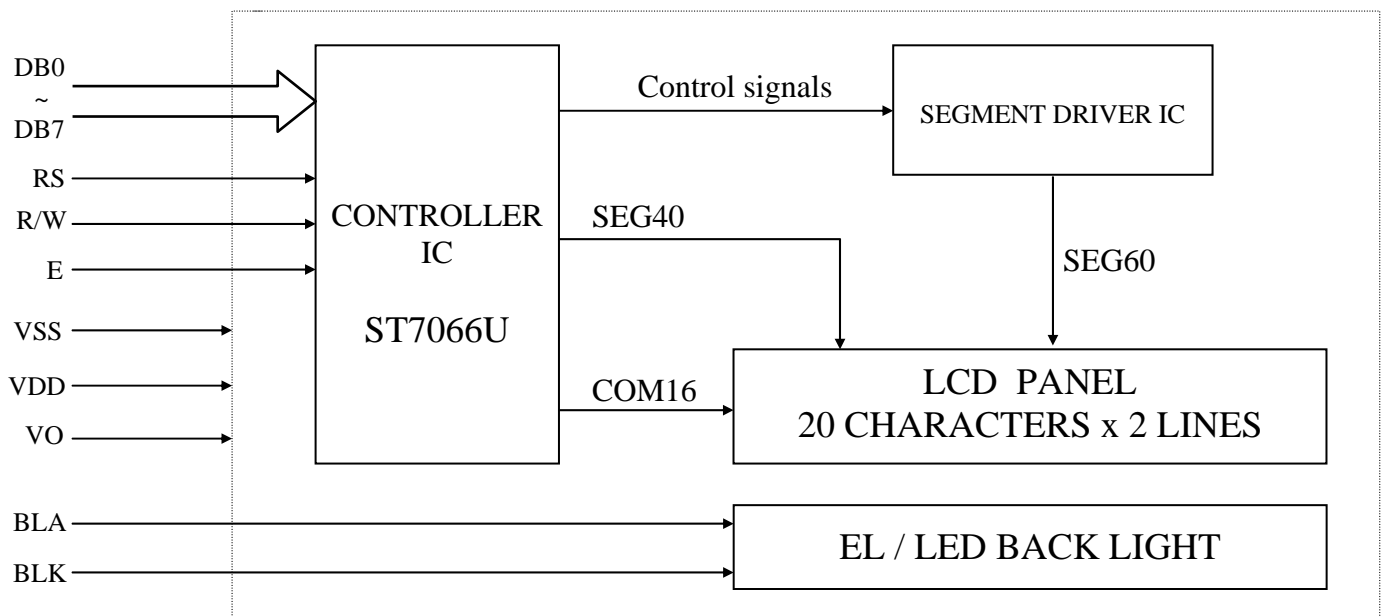 DB0
~
DB7
RS
R/W
E
VSS
VDD
VO
BLA
BLK
CONTROLLER
IC
ST7066U
Control signals
SEGMENT DRIVER IC
SEG40
SEG60
COM16
LCD PANEL
20 CHARACTERS x 2 LINES
EL / LED BACK LIGHT